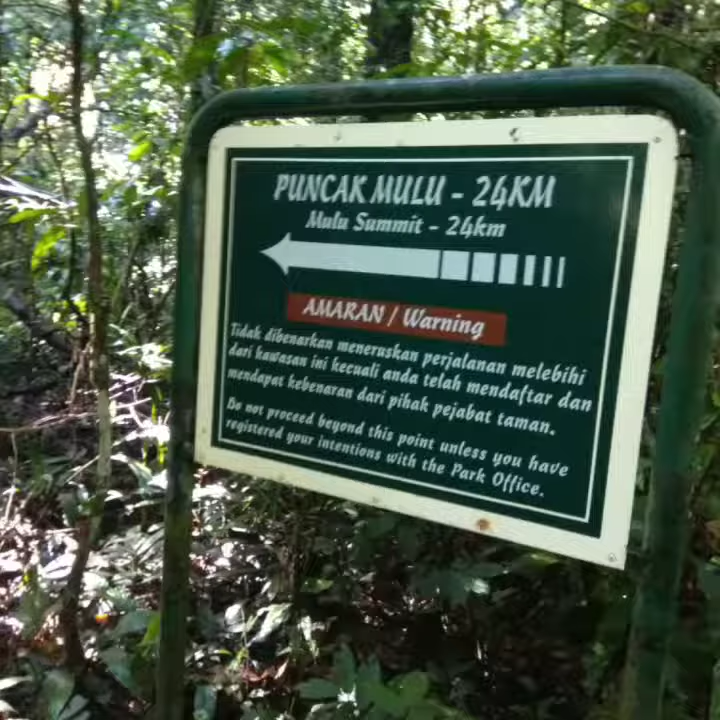 PUNCAK MULU - 24KM
Mulu Summit - 24km
AMARAN / Warning
Tidak dibenarkan meneruskan perjalanan melebihi
dari kawasan ini kecuali anda telah mendaftar dan
mendapat kebenaran dari pihak pejabat taman.
Do not proceed beyond this point unless you have
registered your intentions with the Park Office.